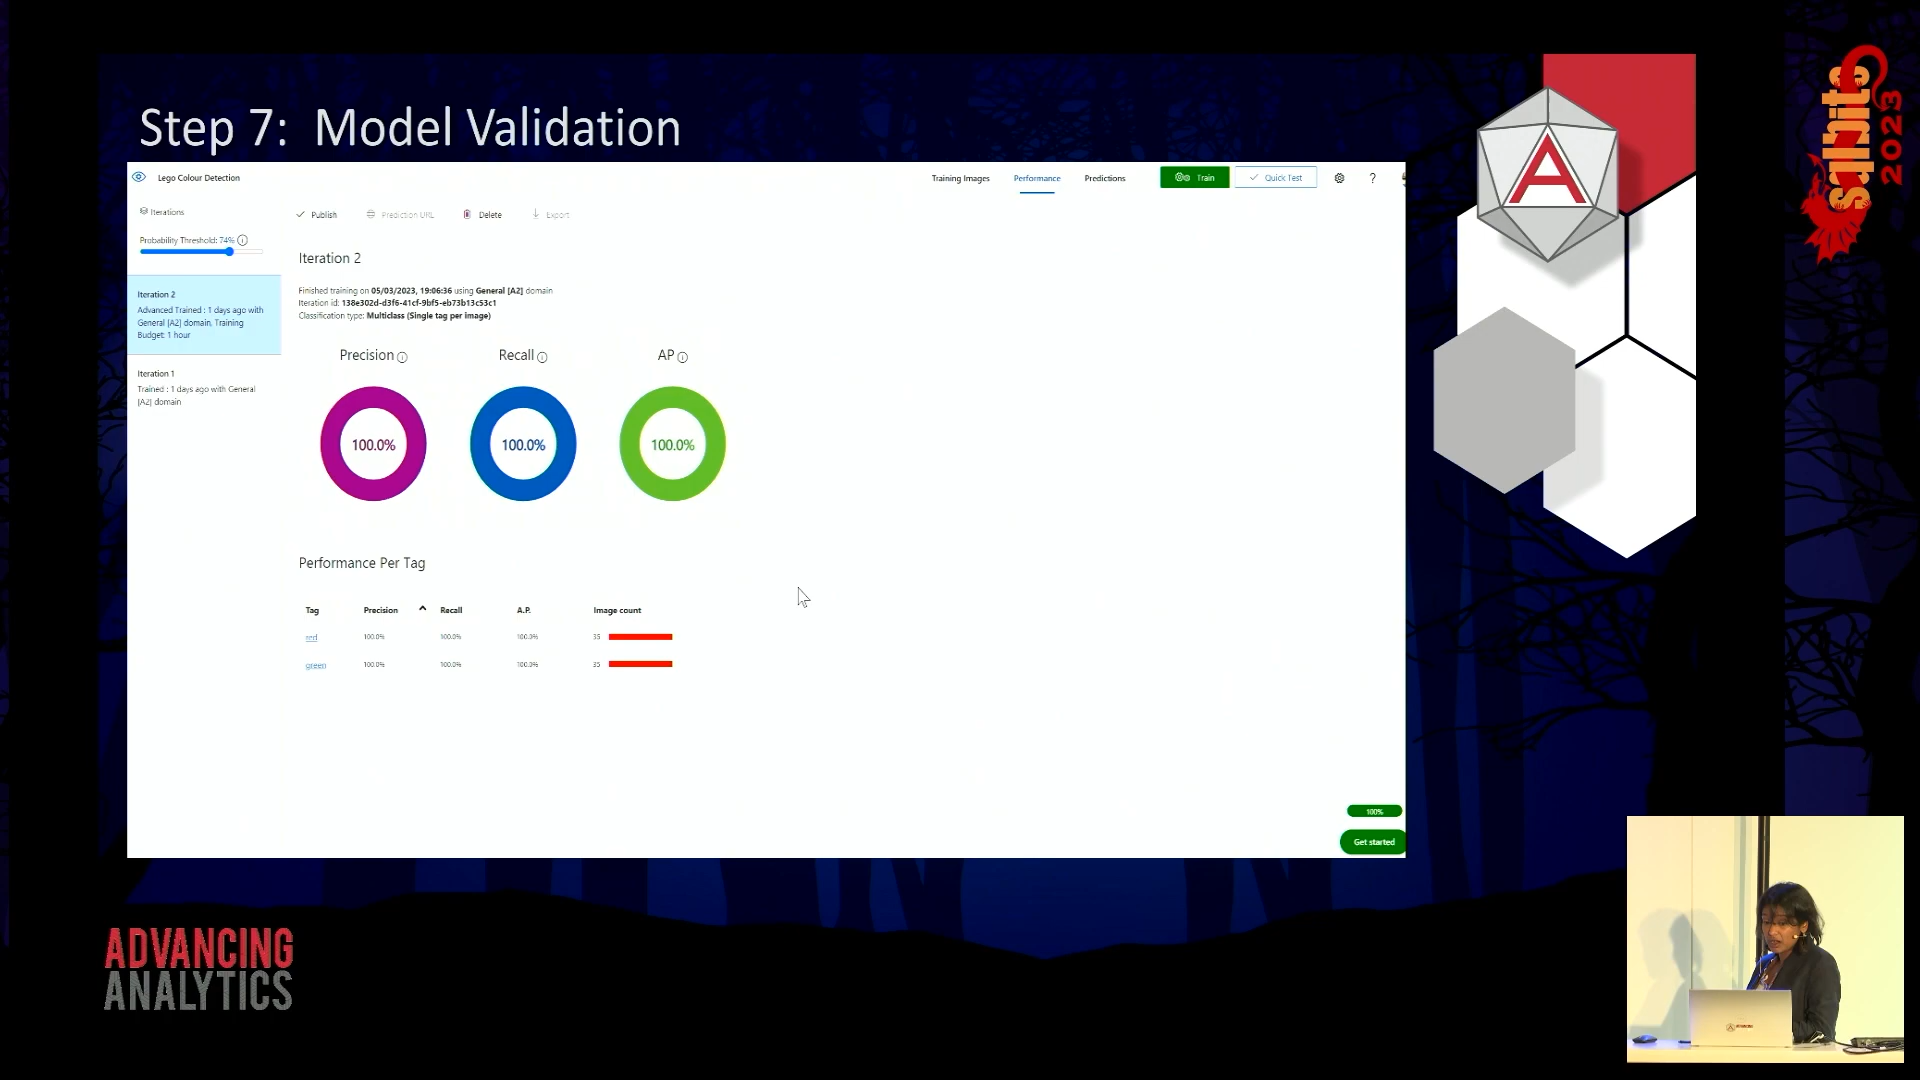 Step 7: Model Validation
Lego Colour Detection
Training Images
Performance
Predictions
Train
Quick Test
?
Iterations
Probability Threshold: 74%
Iteration 2
Advanced Trained : 1 days ago with
General [A2] domain, Training
Budget: 1 hour
Iteration 1
Trained : 1 days ago with General
[A2] domain
Publish
Prediction URL
Delete
Export
Iteration 2
Finished training on 05/03/2023, 19:06:36 using General [A2] domain
Iteration id: 138e302d-d3f6-41cf-9bf5-eb73b13c53c1
Classification type: Multiclass (Single tag per image)
Precision
Recall
AP
100.0%
100.0%
100.0%
Performance Per Tag
Tag Precision Recall A.P. Image count
red 100.0% 100.0% 100.0% 35
green 100.0% 100.0% 100.0% 35
100%
Get started
A
sqlbits
2023
ADVANCING
ANALYTICS